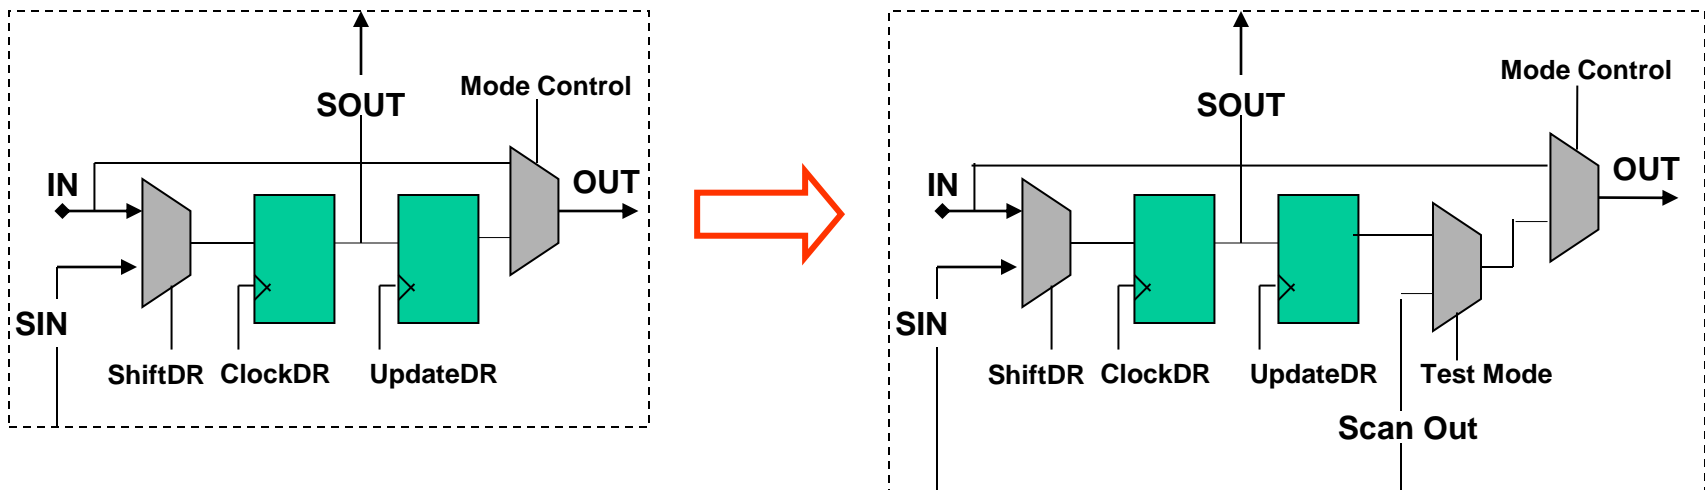 Mode Control
SOUT
IN
OUT
SIN
ShiftDR
ClockDR
UpdateDR
Mode Control
SOUT
IN
OUT
SIN
ShiftDR
ClockDR
UpdateDR
Test Mode
Scan Out